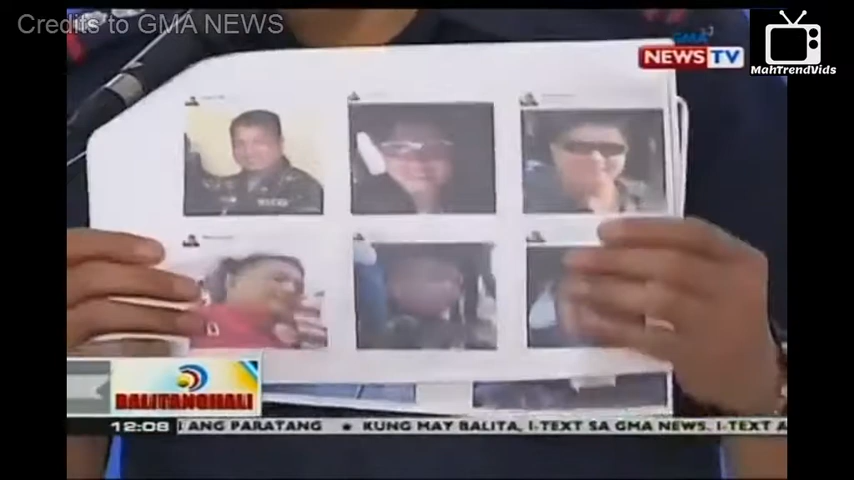 Credits to GMA NEWS
GMA
NEWS TV
MahTrendVids
BALITANGHALI
12:08 I ANG PARATANG ★ KUNG MAY BALITA, I-TEXT SA GMA NEWS. I-TEXT A